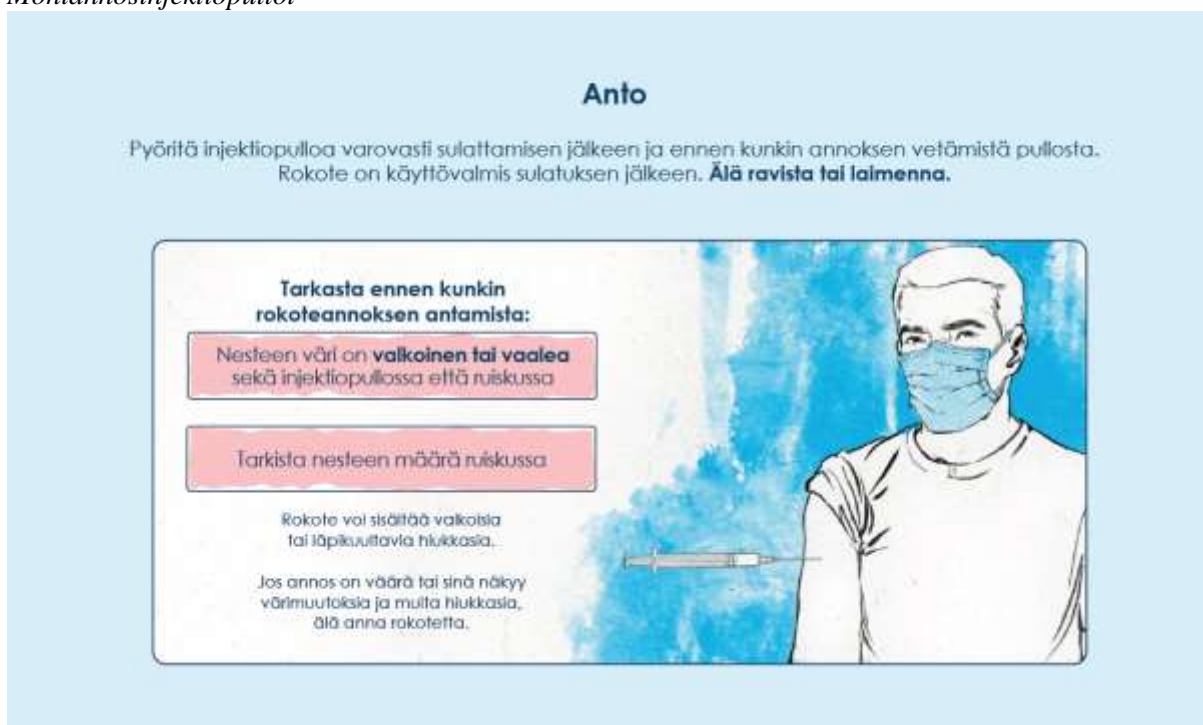 Moniannosinjektiopullot
Anto
Pyöritä injektiopulloa varovasti sulattamisen jälkeen ja ennen kunkin annoksen vetämistä pullosta.
Rokote on käyttövalmis sulatuksen jälkeen. Älä ravista tai laimenna.
Tarkasta ennen kunkin
rokoteannoksen antamista:
Nesteen väri on valkoinen tai vaalea
sekä injektiopullossa että ruiskussa
Tarkista nesteen määrä ruiskussa
Rokote voi sisältää valkoisia
tai läpikuultavia hiukkasia.
Jos annos on väärä tai sinä näkyy
värimuutoksia ja muita hiukkasia,
älä anna rokotetta.